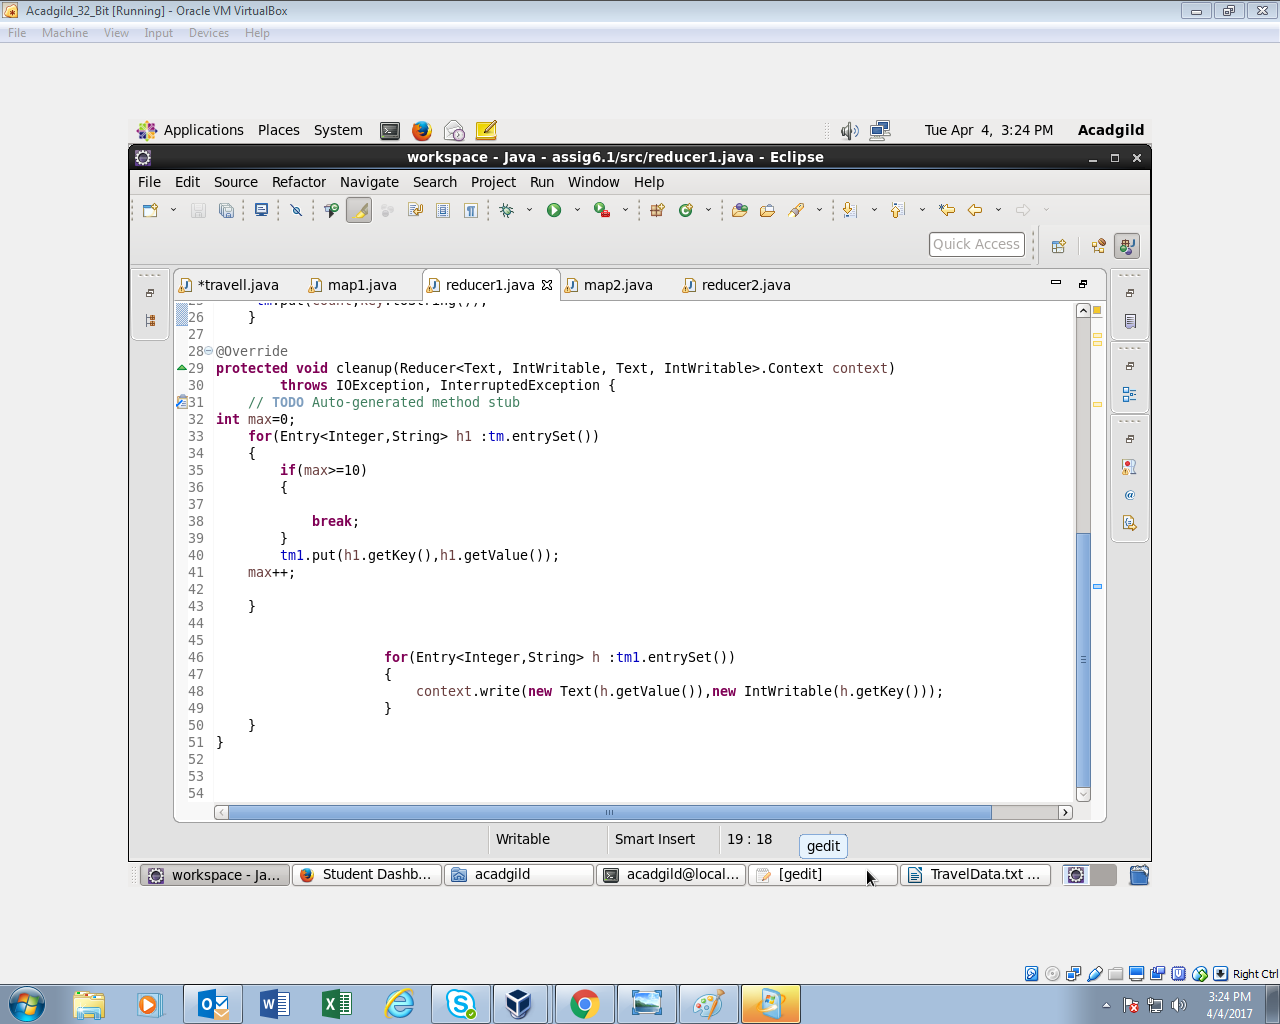 Acadgild_32_Bit [Running] - Oracle VM VirtualBox
File Machine View Input Devices Help
Applications Places System Tue Apr 4, 3:24 PM Acadgild
workspace - Java - assig6.1/src/reducer1.java - Eclipse
File Edit Source Refactor Navigate Search Project Run Window Help
Quick Access
*travell.java map1.java reducer1.java map2.java reducer2.java
25 tm.put(count,key.toString());
26 }
27
28 @Override
29 protected void cleanup(Reducer<Text, IntWritable, Text, IntWritable>.Context context)
30 throws IOException, InterruptedException {
31 // TODO Auto-generated method stub
32 int max=0;
33 for(Entry<Integer,String> h1 :tm.entrySet())
34 {
35 if(max>=10)
36 {
37
38 break;
39 }
40 tm1.put(h1.getKey(),h1.getValue());
41 max++;
42
43 }
44
45
46 for(Entry<Integer,String> h :tm1.entrySet())
47 {
48 context.write(new Text(h.getValue()),new IntWritable(h.getKey()));
49 }
50 }
51 }
52
53
54
Writable Smart Insert 19 : 18
gedit
workspace - Ja... Student Dashb... acadgild acadgild@local... [gedit] TravelData.txt ...
Right Ctrl
3:24 PM
4/4/2017